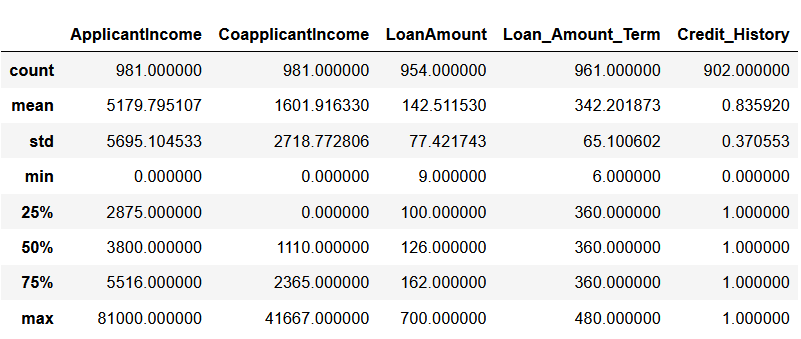 ApplicantIncome CoapplicantIncome LoanAmount Loan_Amount_Term Credit_History
count 981.000000 981.000000 954.000000 961.000000 902.000000
mean 5179.795107 1601.916330 142.511530 342.201873 0.835920
std 5695.104533 2718.772806 77.421743 65.100602 0.370553
min 0.000000 0.000000 9.000000 6.000000 0.000000
25% 2875.000000 0.000000 100.000000 360.000000 1.000000
50% 3800.000000 1110.000000 126.000000 360.000000 1.000000
75% 5516.000000 2365.000000 162.000000 360.000000 1.000000
max 81000.000000 41667.000000 700.000000 480.000000 1.000000